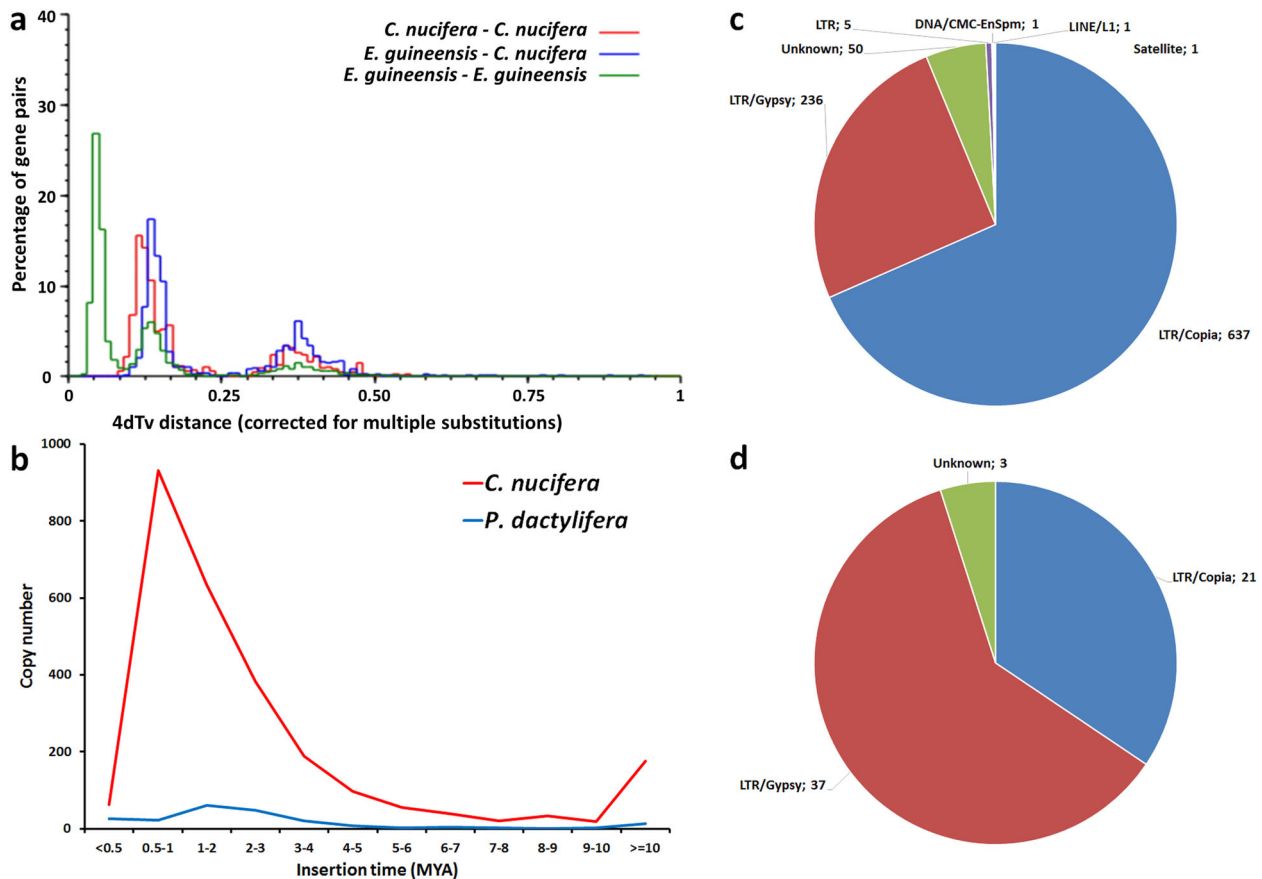 a
40
30
20
10
0
Percentage of gene pairs
C. nucifera - C. nucifera
E. guineensis - C. nucifera
E. guineensis - E. guineensis
0
0.25
0.50
0.75
1
4dTv distance (corrected for multiple substitutions)
b
1000
800
600
400
200
0
Copy number
C. nucifera
P. dactylifera
<0.5
0.5-1
1-2
2-3
3-4
4-5
5-6
6-7
7-8
8-9
9-10
>=10
Insertion time (MYA)
c
LTR; 5
DNA/CMC-EnSpm; 1
LINE/L1; 1
Unknown; 50
Satellite; 1
LTR/Gypsy; 236
LTR/Copia; 637
d
Unknown; 3
LTR/Copia; 21
LTR/Gypsy; 37